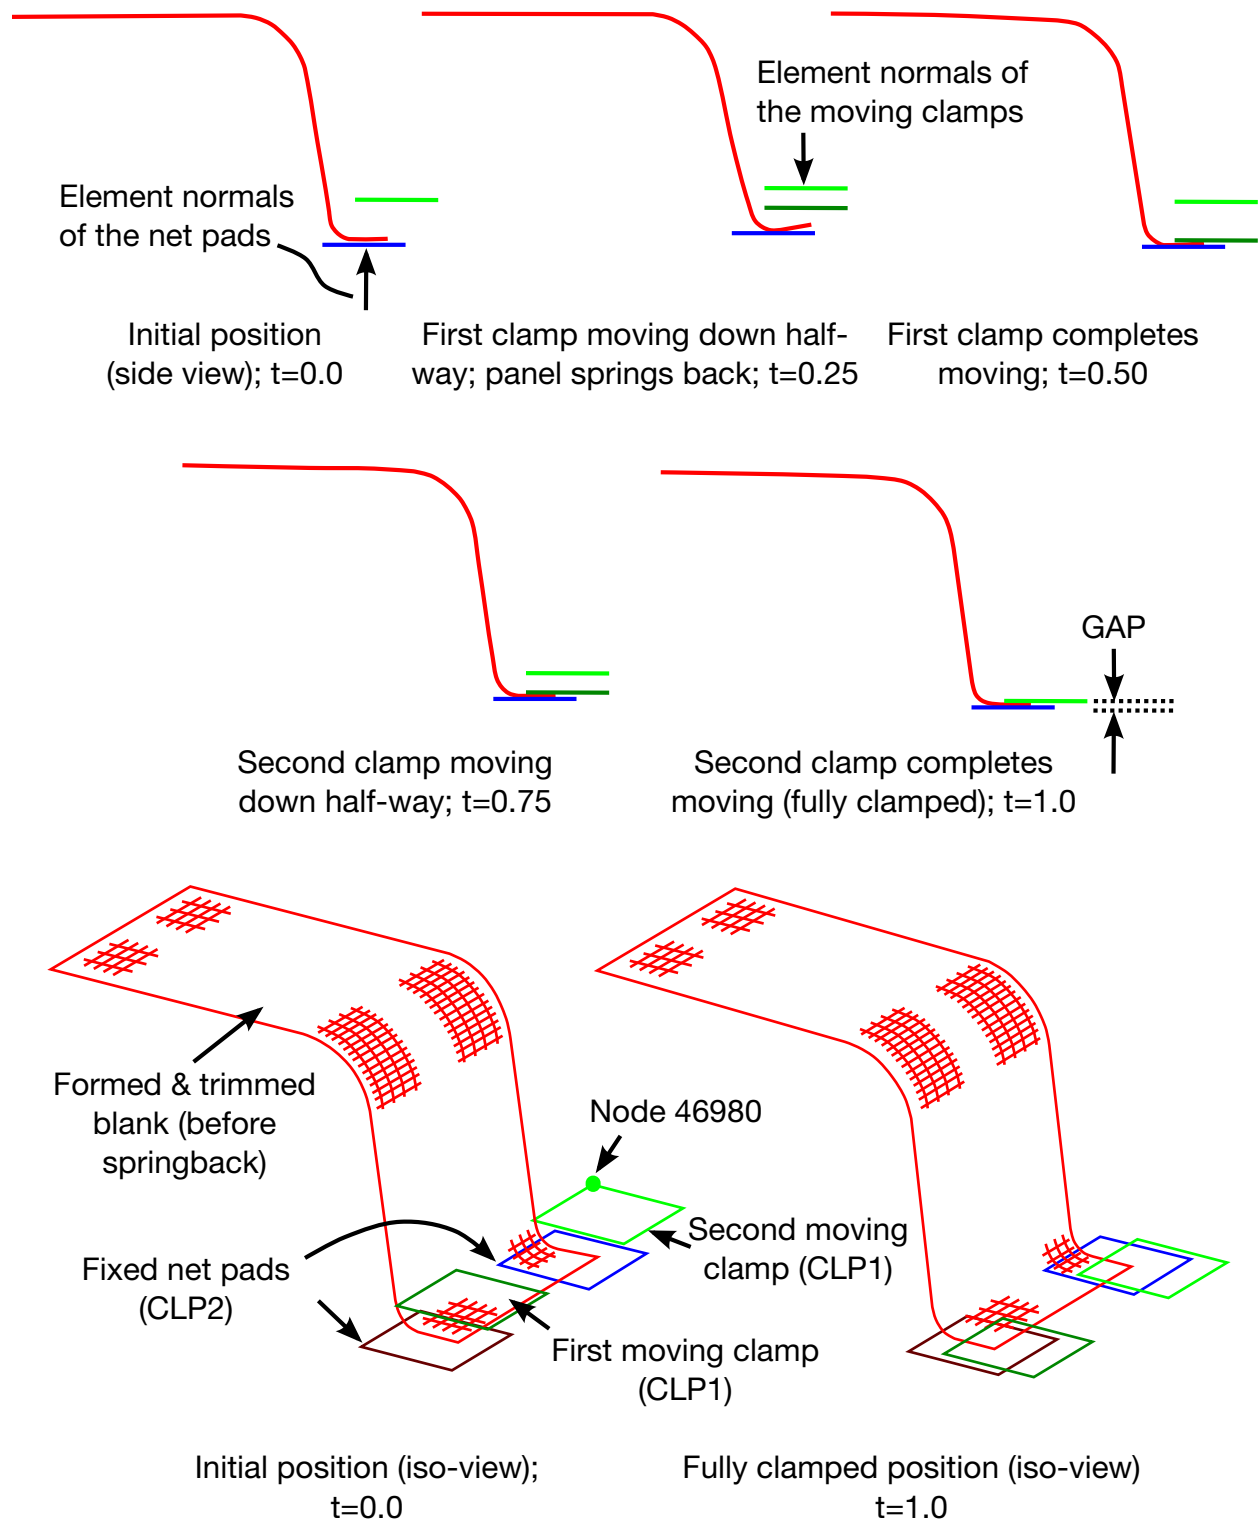 Element normals of
the moving clamps
Element normals
of the net pads
Initial position
(side view); t=0.0
First clamp moving down half-
way; panel springs back; t=0.25
First clamp completes
moving; t=0.50
GAP
Second clamp moving
down half-way; t=0.75
Second clamp completes
moving (fully clamped); t=1.0
Formed & trimmed
blank (before
springback)
Node 46980
Second moving
clamp (CLP1)
Fixed net pads
(CLP2)
First moving clamp
(CLP1)
Initial position (iso-view);
t=0.0
Fully clamped position (iso-view)
t=1.0